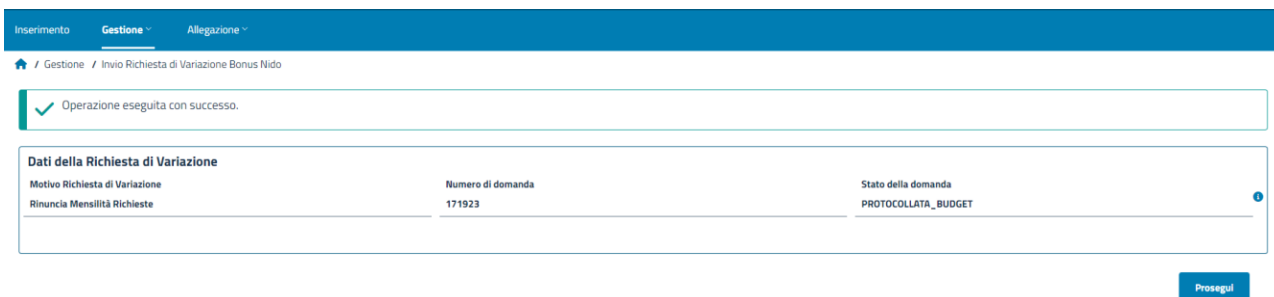 Inserimento Gestione Allegazione
/ Gestione / Invio Richiesta di Variazione Bonus Nido
Operazione eseguita con successo.
Dati della Richiesta di Variazione
Motivo Richiesta di Variazione Numero di domanda Stato della domanda
Rinuncia Mensilità Richieste 171923 PROTOCOLLATA_BUDGET
Prosegui